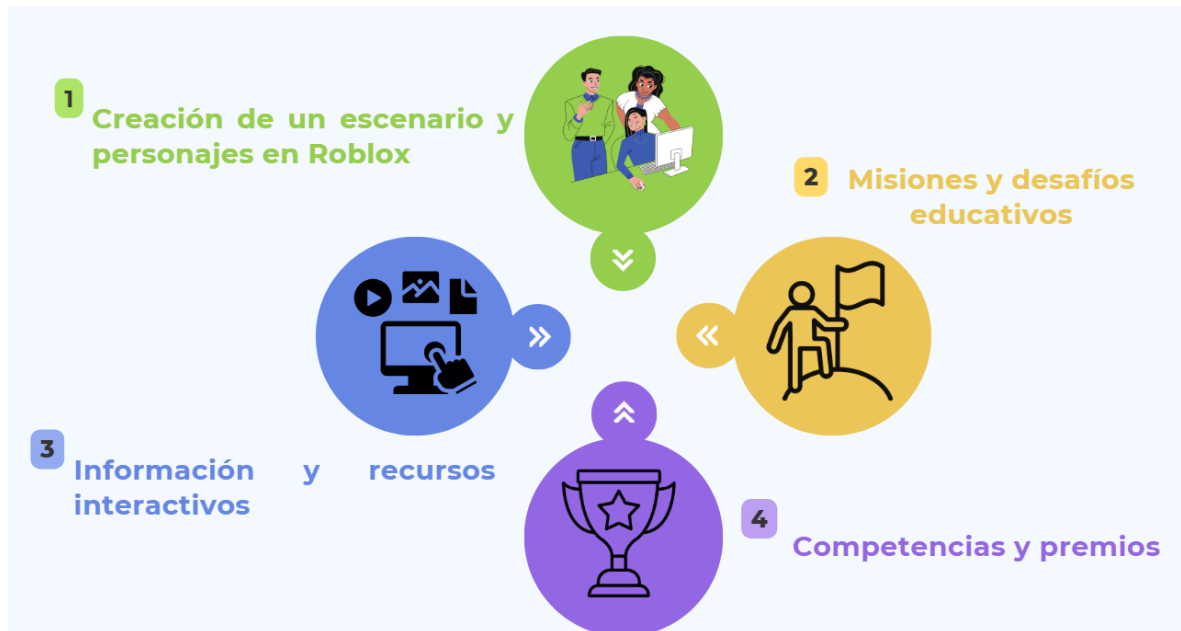 1
Creación de un escenario y
personajes en Roblox
2
Misiones y desafíos
educativos
3
Información y recursos
interactivos
4
Competencias y premios